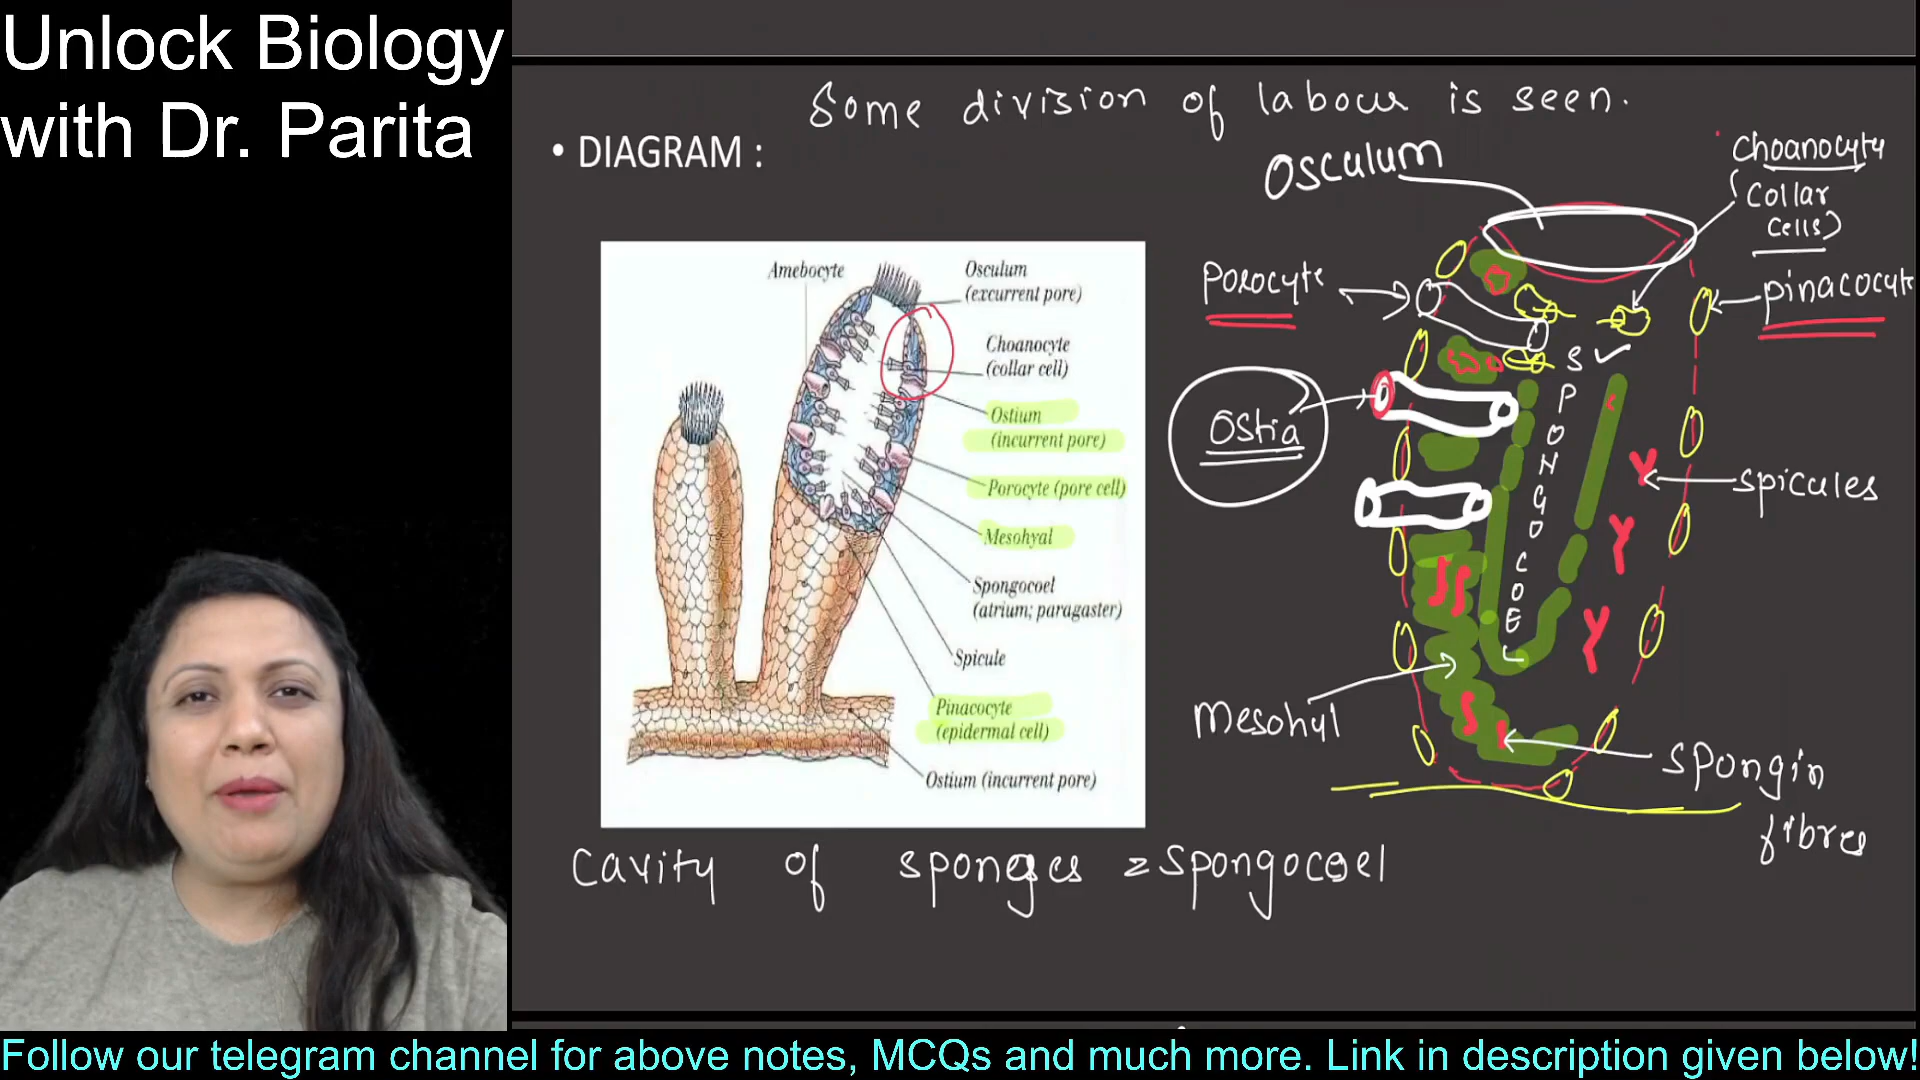 Unlock Biology
with Dr. Parita
Some division of labour is seen.
• DIAGRAM :
Amebocyte
Osculum
(excurrent pore)
Choanocyte
(collar cell)
Ostium
(incurrent pore)
Porocyte (pore cell)
Mesohyal
Spongocoel
(atrium; paragaster)
Spicule
Pinacocyte
(epidermal cell)
Ostium (incurrent pore)
Osculum
Choanocyty
(Collar
Cells)
Porocyte
pinacocyte
Ostia
SPONGOCOEL
spicules
Mesohyl
Spongin
fibres
Cavity of sponges = Spongocoel
Follow our telegram channel for above notes, MCQs and much more. Link in description given below!